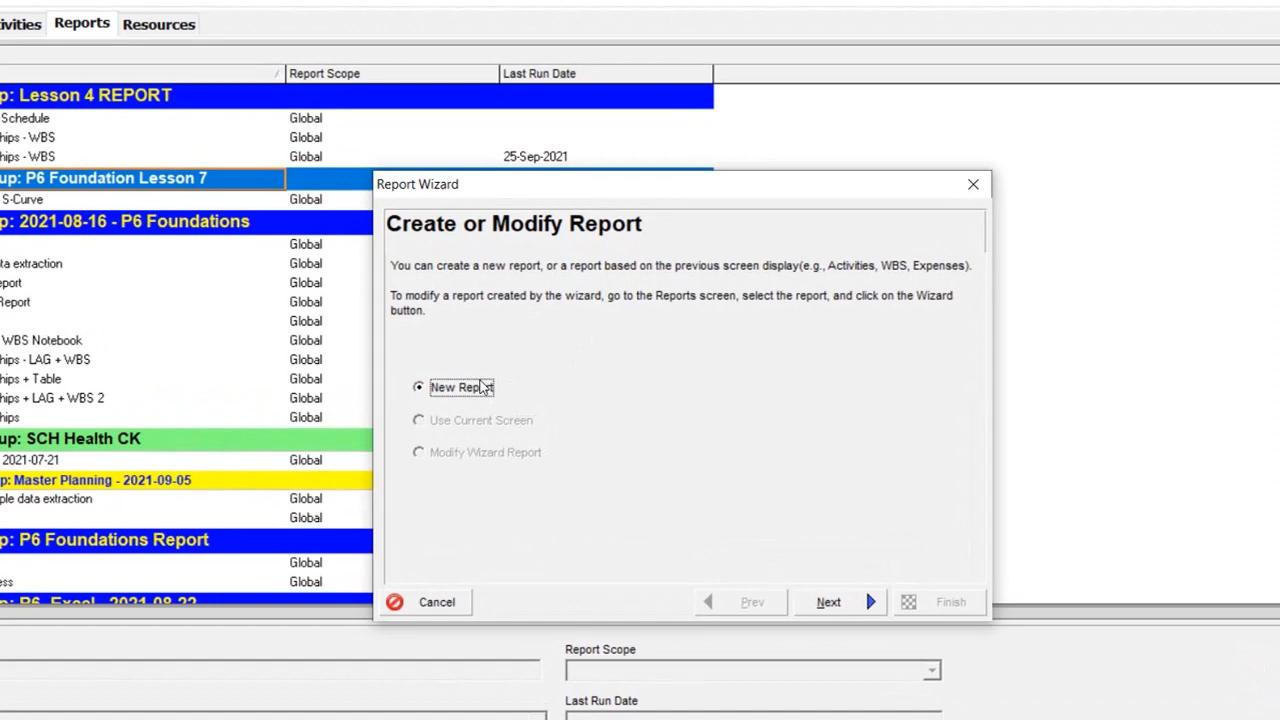 ivities Reports Resources
Report Scope Last Run Date
p: Lesson 4 REPORT
Schedule Global
hips - WBS Global
hips - WBS Global 25-Sep-2021
up: P6 Foundation Lesson 7
S-Curve Global
up: 2021-08-16 - P6 Foundations
Global
ata extraction Global
port Global
Report Global
Global
WBS Notebook Global
hips - LAG + WBS Global
hips + Table Global
hips + LAG + WBS 2 Global
hips Global
up: SCH Health CK
2021-07-21 Global
p: Master Planning - 2021-09-05
ple data extraction Global
Global
p: P6 Foundations Report
Global
ess Global
p: P6 Excel 2021-08-22
Report Wizard
Create or Modify Report
You can create a new report, or a report based on the previous screen display(e.g., Activities, WBS, Expenses).
To modify a report created by the wizard, go to the Reports screen, select the report, and click on the Wizard
button.
New Report
Use Current Screen
Modify Wizard Report
Cancel Prev Next Finish
Report Scope
Last Run Date